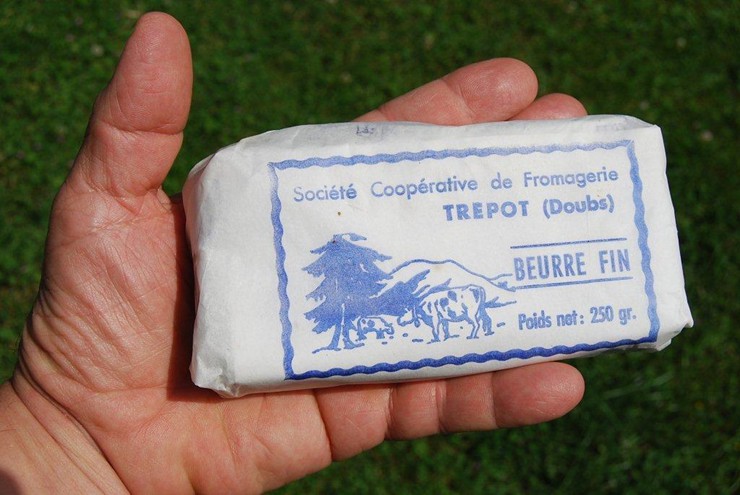 Société Coopérative de Fromagerie
TREPOT (Doubs)
BEURRE FIN
Poids net : 250 gr.